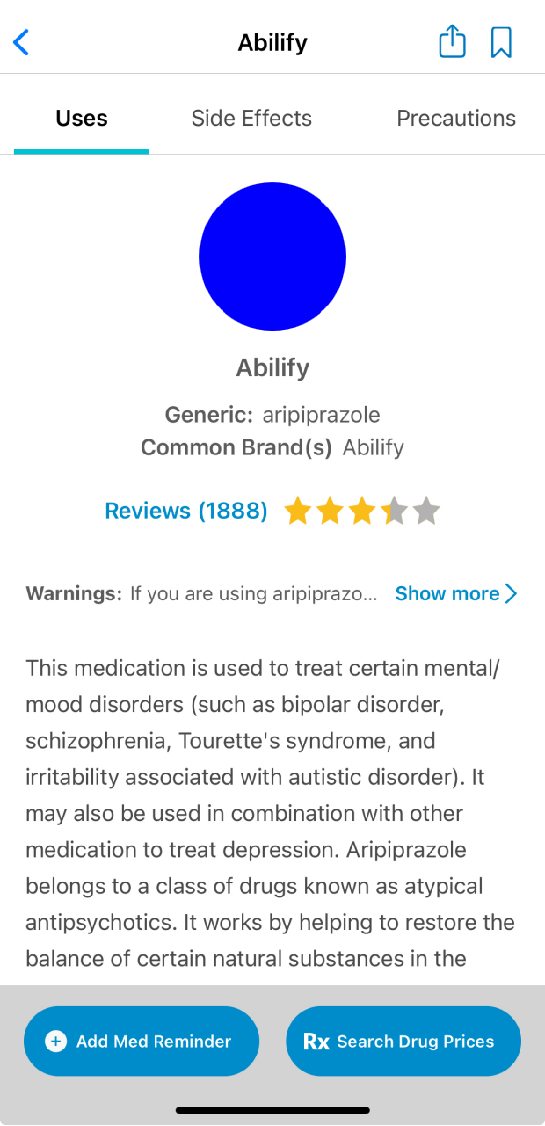 Abilify
Uses Side Effects Precautions
Abilify
Generic: aripiprazole
Common Brand(s) Abilify
Reviews (1888)
Warnings: If you are using aripiprazo... Show more
This medication is used to treat certain mental/
mood disorders (such as bipolar disorder,
schizophrenia, Tourette's syndrome, and
irritability associated with autistic disorder). It
may also be used in combination with other
medication to treat depression. Aripiprazole
belongs to a class of drugs known as atypical
antipsychotics. It works by helping to restore the
balance of certain natural substances in the
Add Med Reminder Rx Search Drug Prices